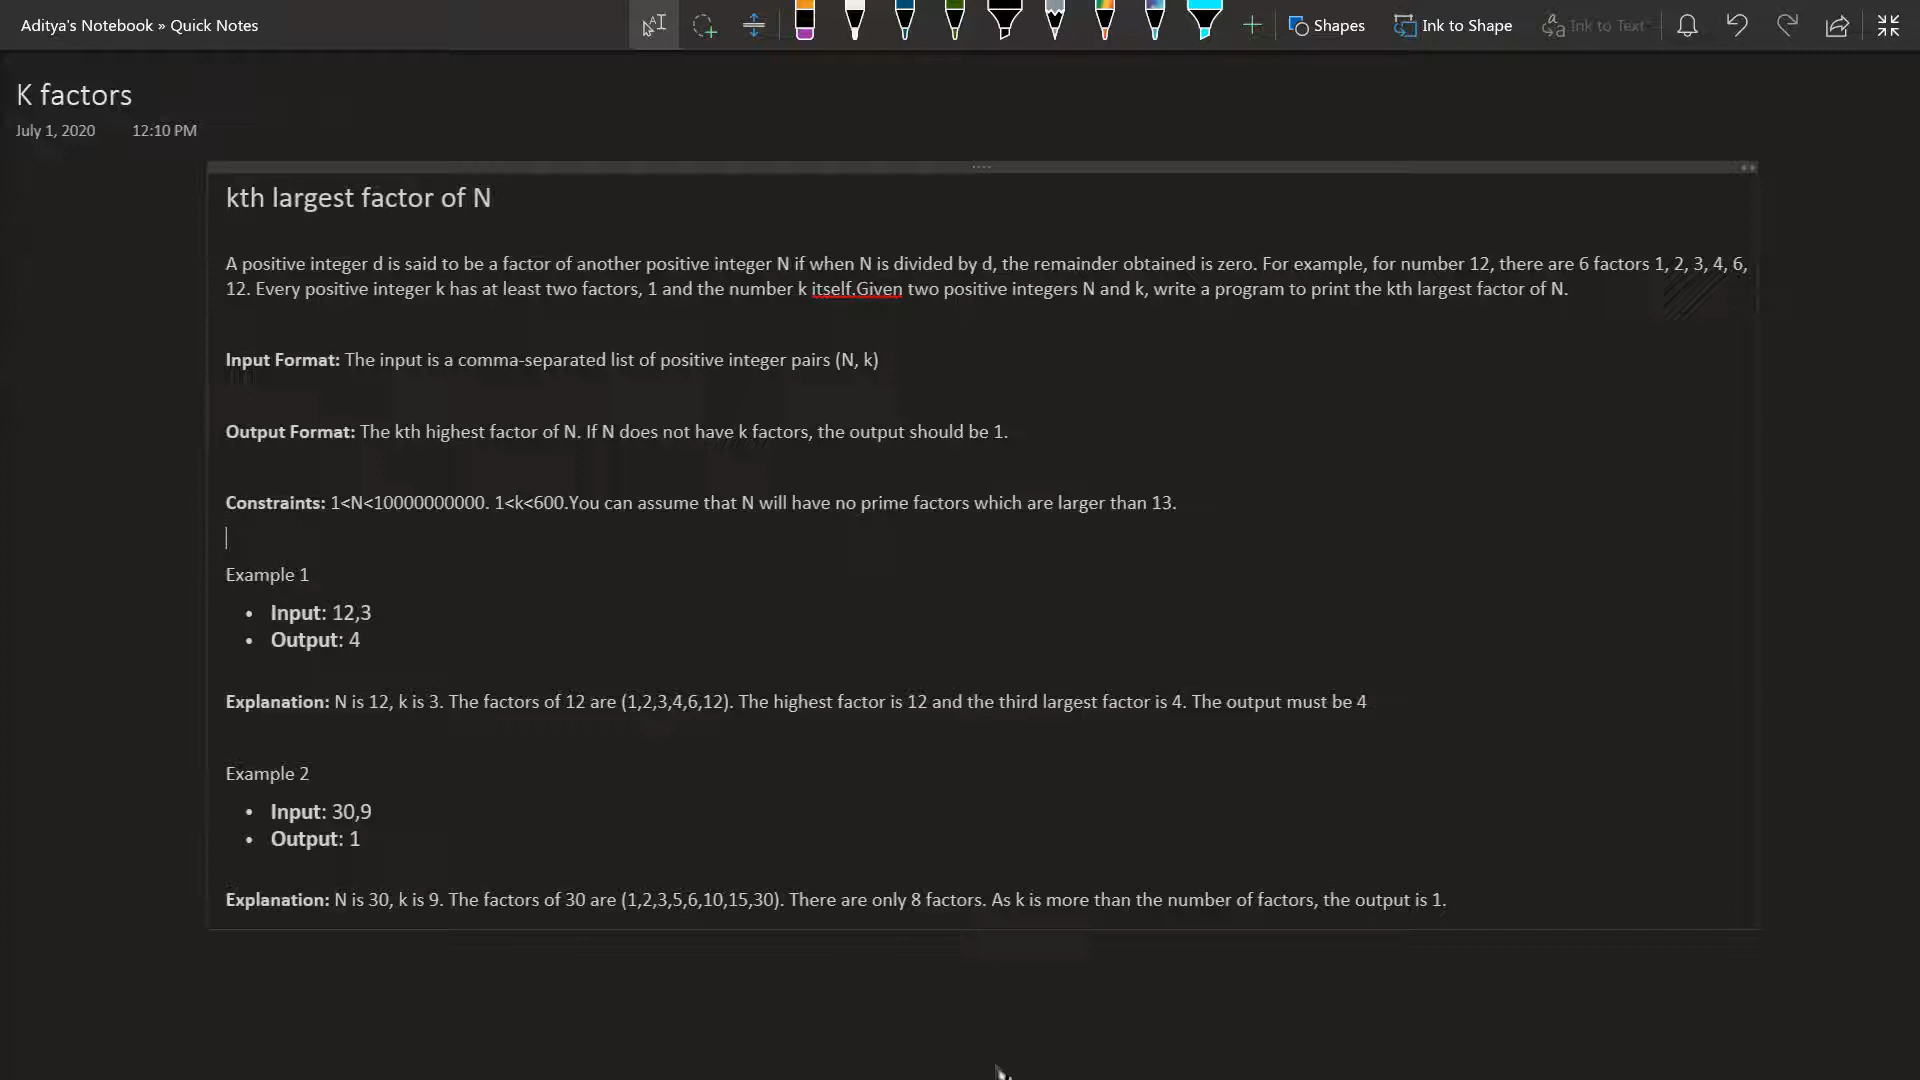 Aditya's Notebook » Quick Notes
Shapes
Ink to Shape
Ink to Text
K factors
July 1, 2020 12:10 PM
kth largest factor of N
A positive integer d is said to be a factor of another positive integer N if when N is divided by d, the remainder obtained is zero. For example, for number 12, there are 6 factors 1, 2, 3, 4, 6,
12. Every positive integer k has at least two factors, 1 and the number k itself.Given two positive integers N and k, write a program to print the kth largest factor of N.
Input Format: The input is a comma-separated list of positive integer pairs (N, k)
Output Format: The kth highest factor of N. If N does not have k factors, the output should be 1.
Constraints: 1<N<10000000000. 1<k<600.You can assume that N will have no prime factors which are larger than 13.
Example 1
• Input: 12,3
• Output: 4
Explanation: N is 12, k is 3. The factors of 12 are (1,2,3,4,6,12). The highest factor is 12 and the third largest factor is 4. The output must be 4
Example 2
• Input: 30,9
• Output: 1
Explanation: N is 30, k is 9. The factors of 30 are (1,2,3,5,6,10,15,30). There are only 8 factors. As k is more than the number of factors, the output is 1.